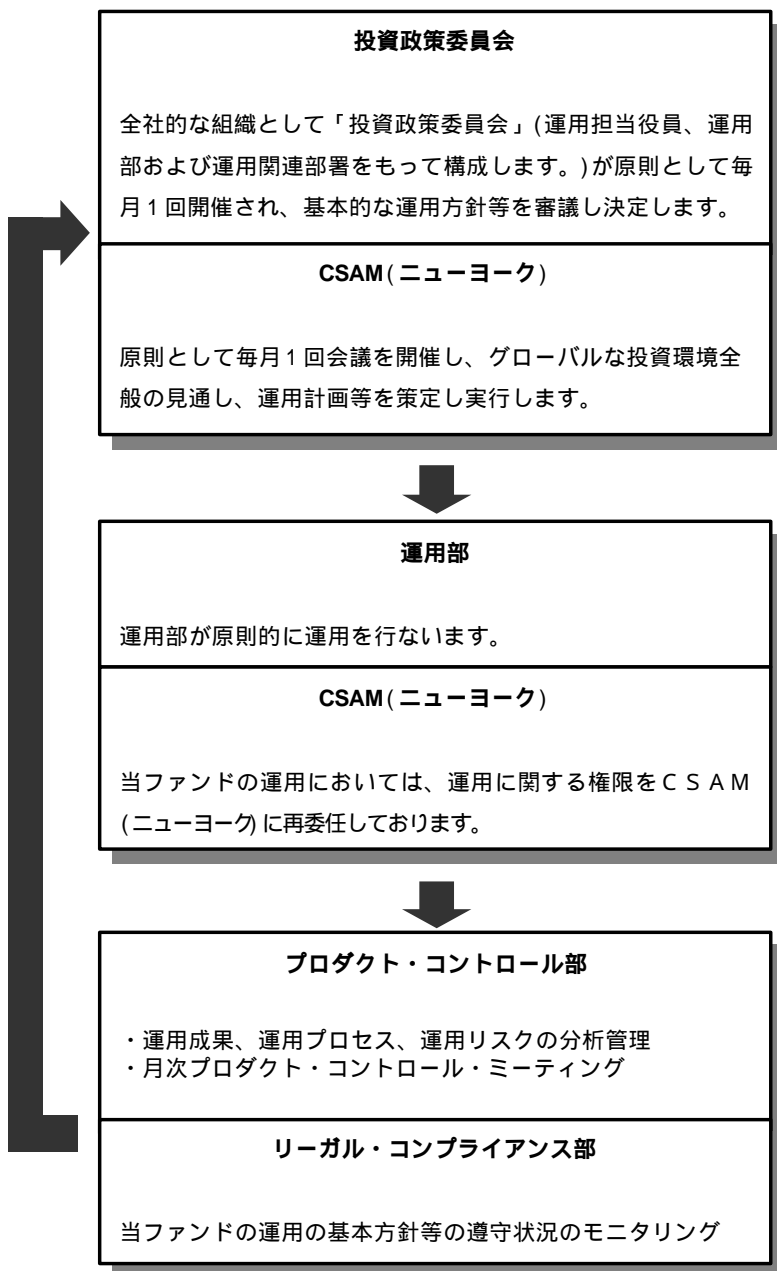 投資政策委員会
全社的な組織として「投資政策委員会」(運用担当役員、運用
部および運用関連部署をもって構成します。)が原則として毎
月1回開催され、基本的な運用方針等を審議し決定します。
CSAM(ニューヨーク)
原則として毎月1回会議を開催し、グローバルな投資環境全
般の見通し、運用計画等を策定し実行します。
運用部
運用部が原則的に運用を行ないます。
CSAM(ニューヨーク)
当ファンドの運用においては、運用に関する権限をCSAM
(ニューヨーク)に再委任しております。
プロダクト・コントロール部
・運用成果、運用プロセス、運用リスクの分析管理
・月次プロダクト・コントロール・ミーティング
リーガル・コンプライアンス部
当ファンドの運用の基本方針等の遵守状況のモニタリング